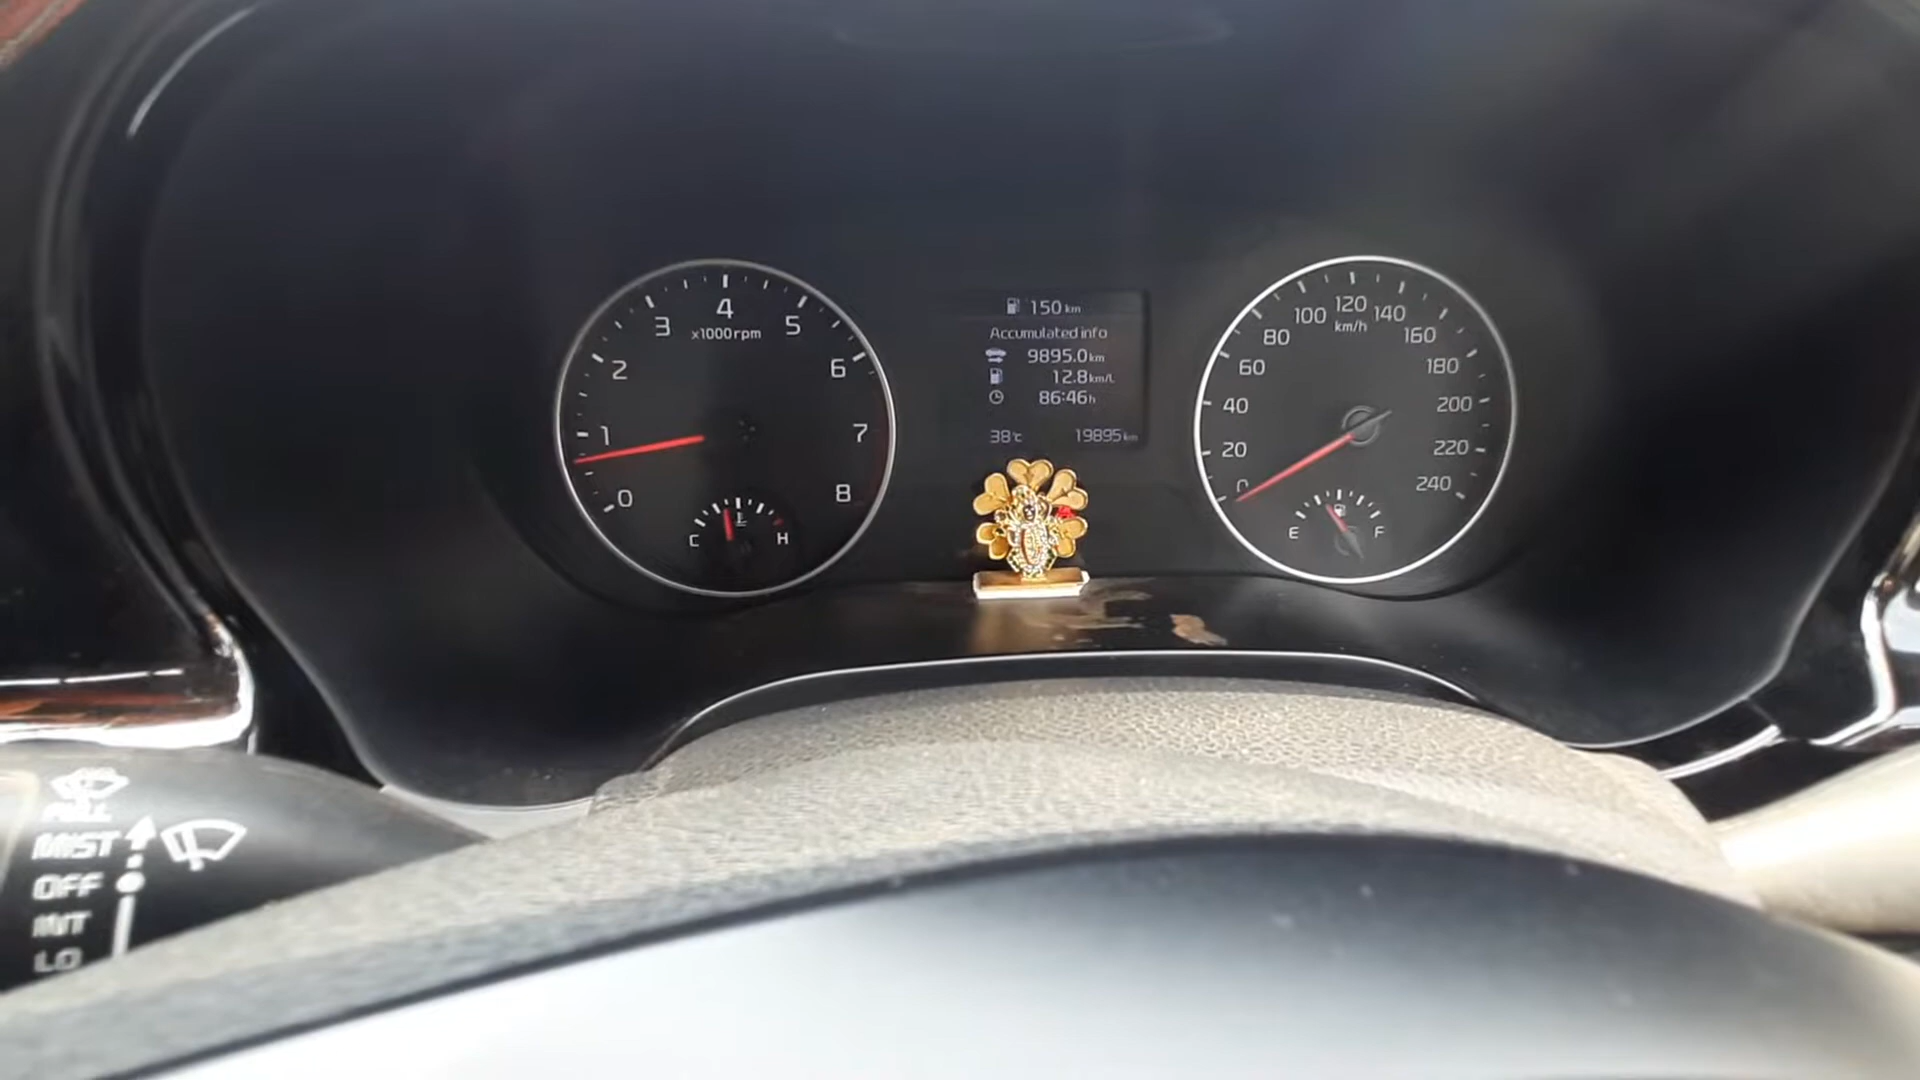 4
3
5
x1000rpm
2
6
1
7
0
8
C
H
150 km
Accumulated info
9895.0 km
12.8 km/L
86:46 h
38°C 19895 km
120
100
140
km/h
80
160
60
180
40
200
20
220
0
240
E
F
MIST
OFF
INT
LO